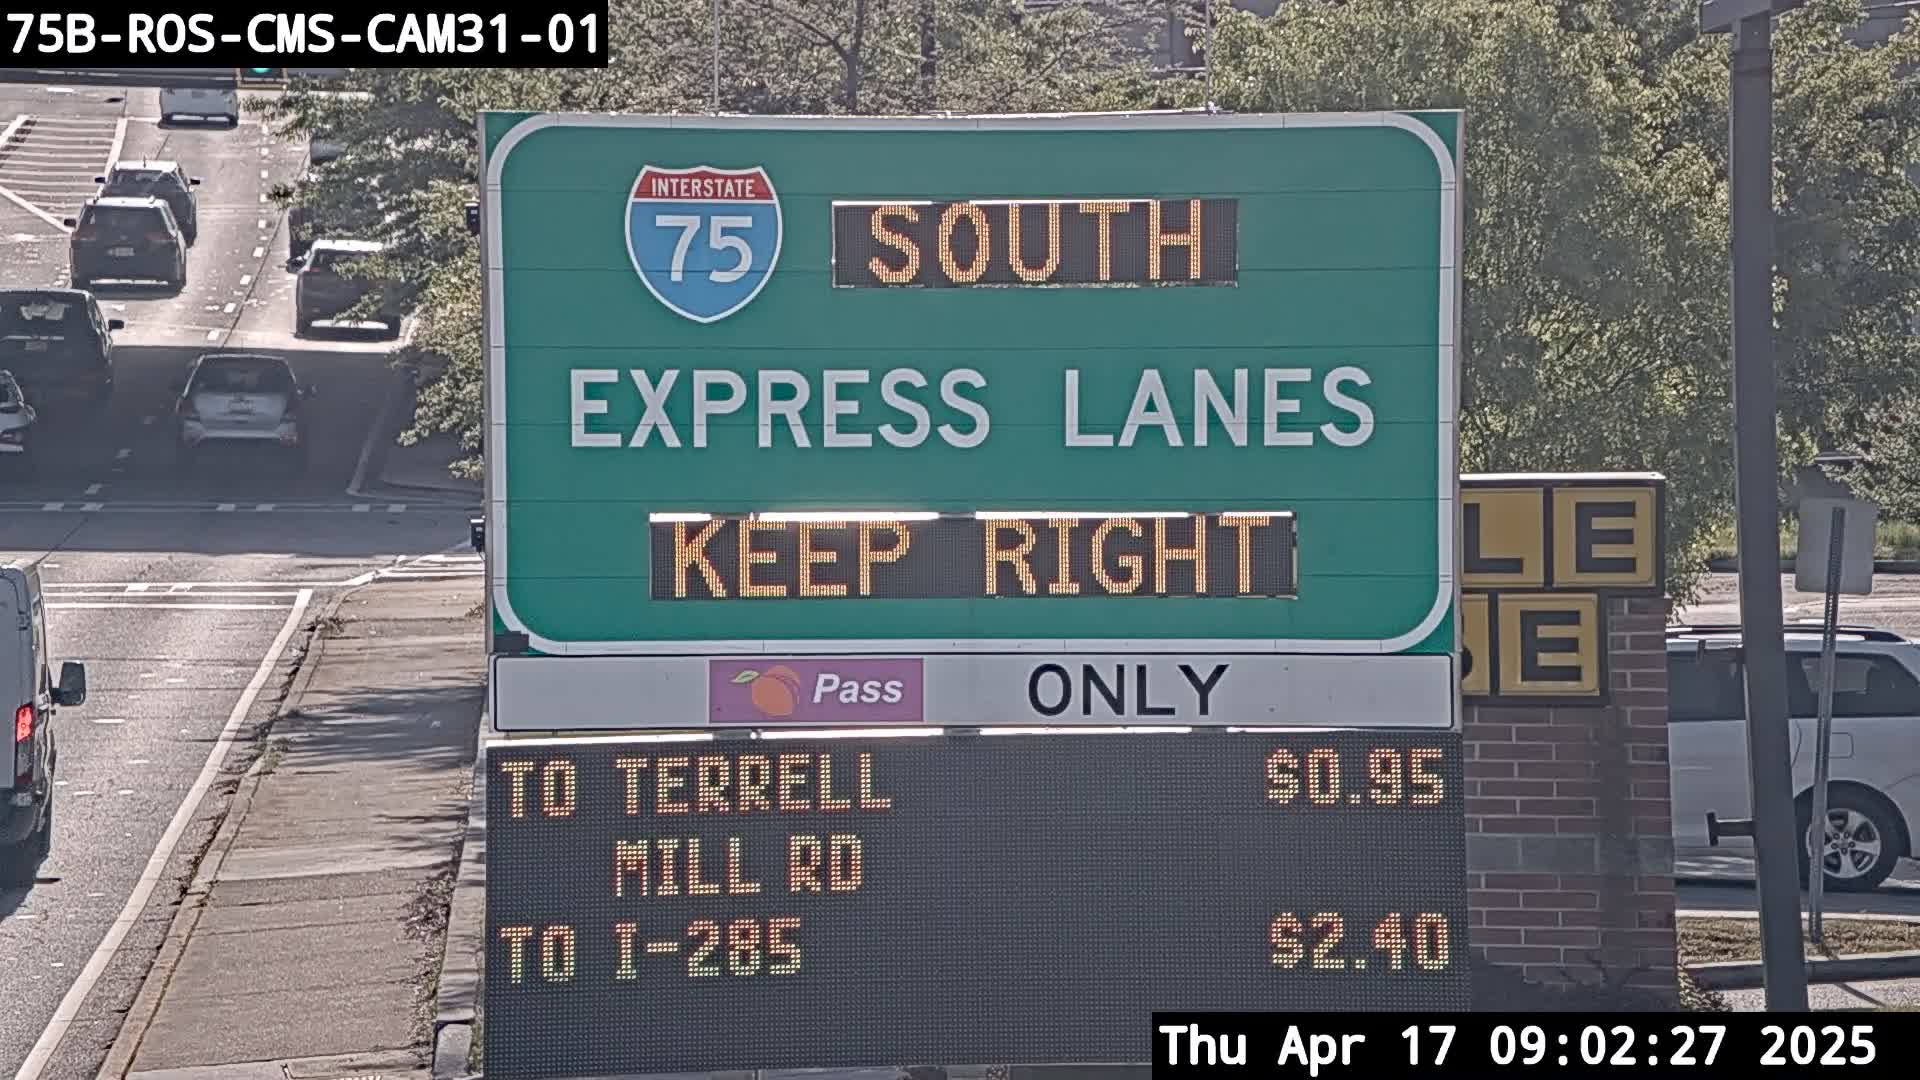 75B-ROS-CMS-CAM31-01
INTERSTATE
75
SOUTH
EXPRESS LANES
KEEP RIGHT
Pass ONLY
TO TERRELL $0.95
MILL RD
TO I-285 $2.40
LE
E
Thu Apr 17 09:02:27 2025